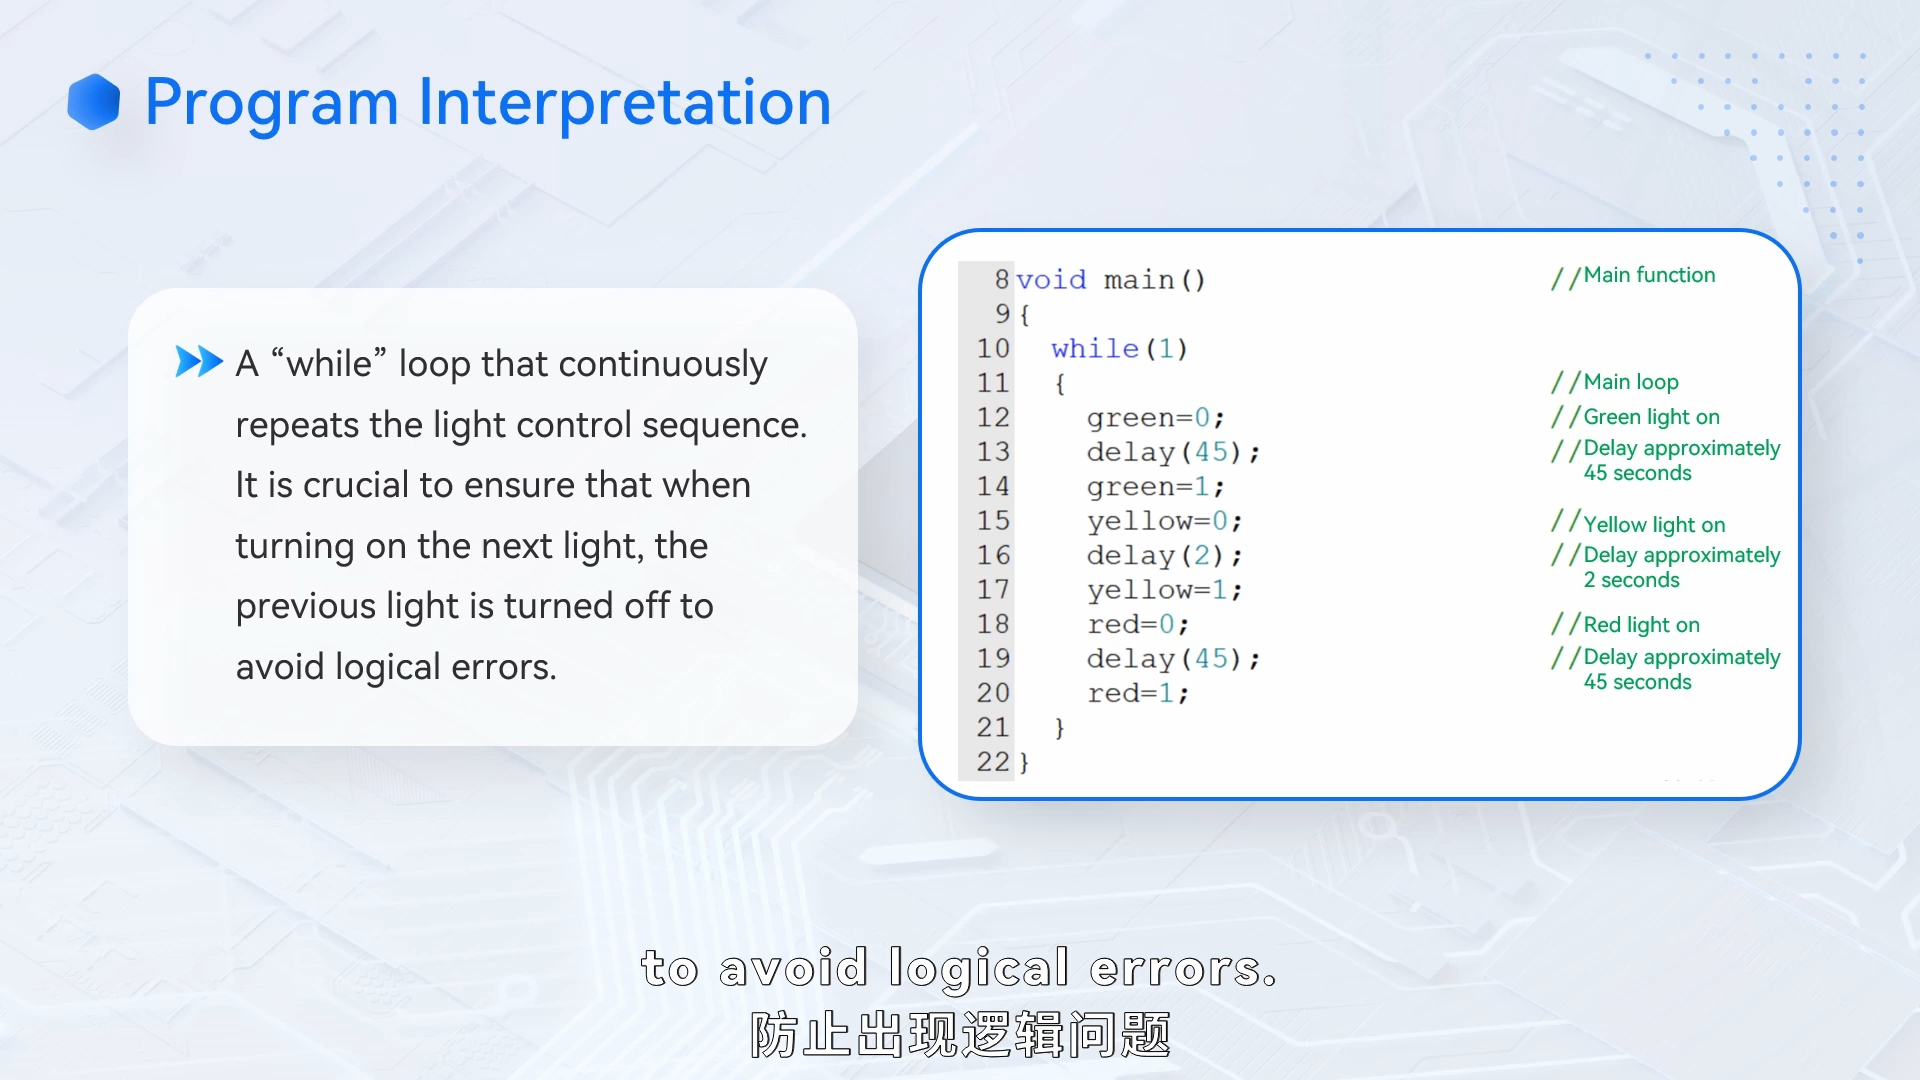 Program Interpretation
A “while” loop that continuously
repeats the light control sequence.
It is crucial to ensure that when
turning on the next light, the
previous light is turned off to
avoid logical errors.
8 void main() //Main function
9 {
10 while(1)
11 { //Main loop
12 green=0; //Green light on
13 delay(45); //Delay approximately
45 seconds
14 green=1;
15 yellow=0; //Yellow light on
16 delay(2); //Delay approximately
2 seconds
17 yellow=1;
18 red=0; //Red light on
19 delay(45); //Delay approximately
45 seconds
20 red=1;
21 }
22 }
to avoid logical errors.
防止出现逻辑问题